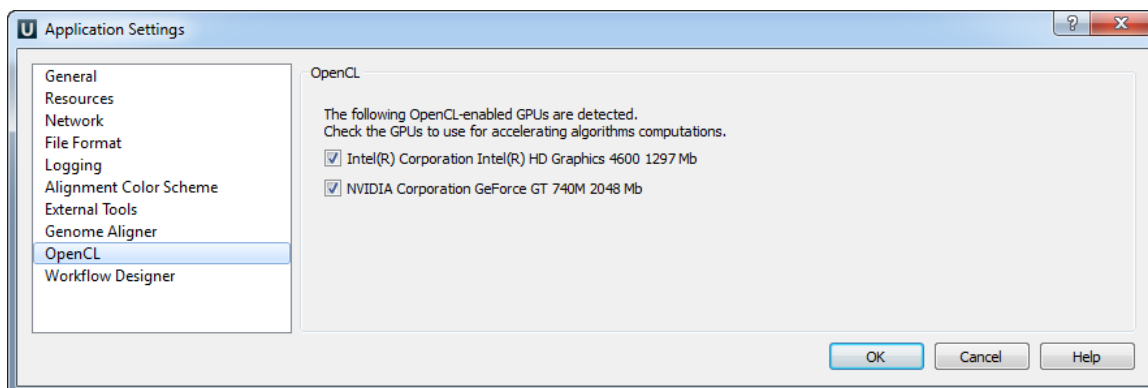 U Application Settings
General
Resources
Network
File Format
Logging
Alignment Color Scheme
External Tools
Genome Aligner
OpenCL
Workflow Designer
OpenCL
The following OpenCL-enabled GPUs are detected.
Check the GPUs to use for accelerating algorithms computations.
Intel(R) Corporation Intel(R) HD Graphics 4600 1297 Mb
NVIDIA Corporation GeForce GT 740M 2048 Mb
OK Cancel Help